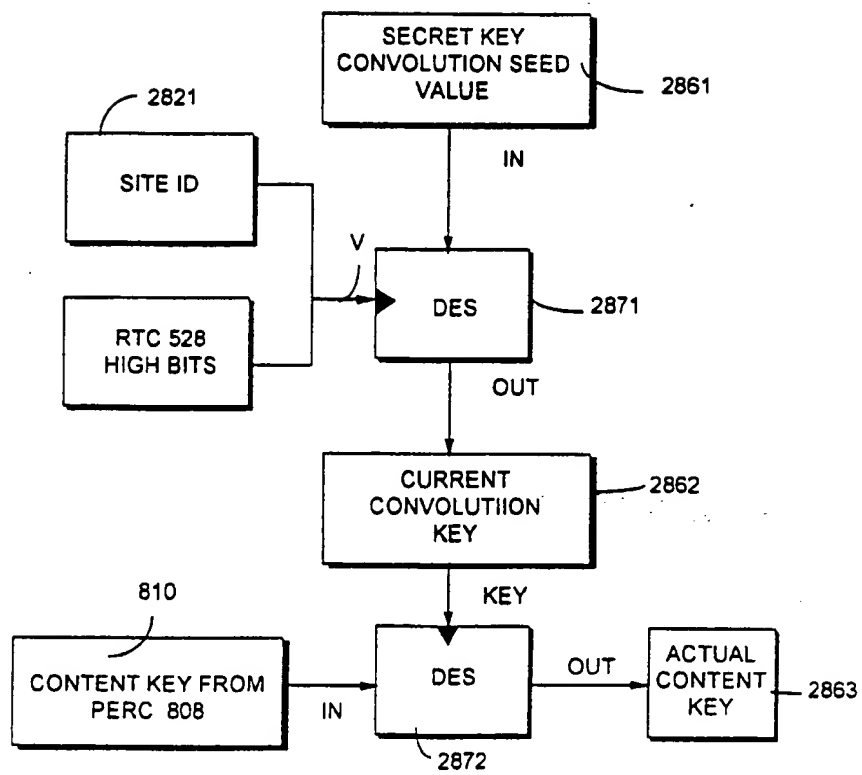 SECRET KEY
CONVOLUTION SEED
VALUE
2861
2821
SITE ID
IN
V
RTC 528
HIGH BITS
DES
2871
OUT
CURRENT
CONVOLUTIION
KEY
2862
810
KEY
CONTENT KEY FROM
PERC 808
IN
DES
OUT
ACTUAL
CONTENT
KEY
2863
2872